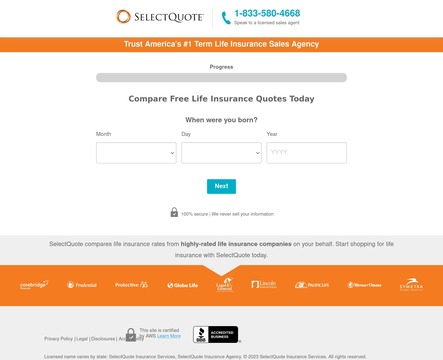 SELECTQUOTE
1-833-580-4668
Speak to a licensed sales agent
Trust America's #1 Term Life Insurance Sales Agency
Progress
Compare Free Life Insurance Quotes Today
When were you born?
Month Day Year
YYYY
Next
100% secure | We never sell your information
SelectQuote compares life insurance rates from highly-rated life insurance companies on your behalf. Start shopping for life
insurance with SelectQuote today.
corebridge Prudential Protective Globe Life Legal & General Lincoln PACIFIC LIFE Mutual of Omaha SYMETRA
This site is certified
by AWS Learn More
Privacy Policy | Legal | Disclosures |
BBB ACCREDITED BUSINESS
Licensed name varies by state: SelectQuote Insurance Services, SelectQuote Insurance Agency. © 2023 SelectQuote Insurance Services. All rights reserved.